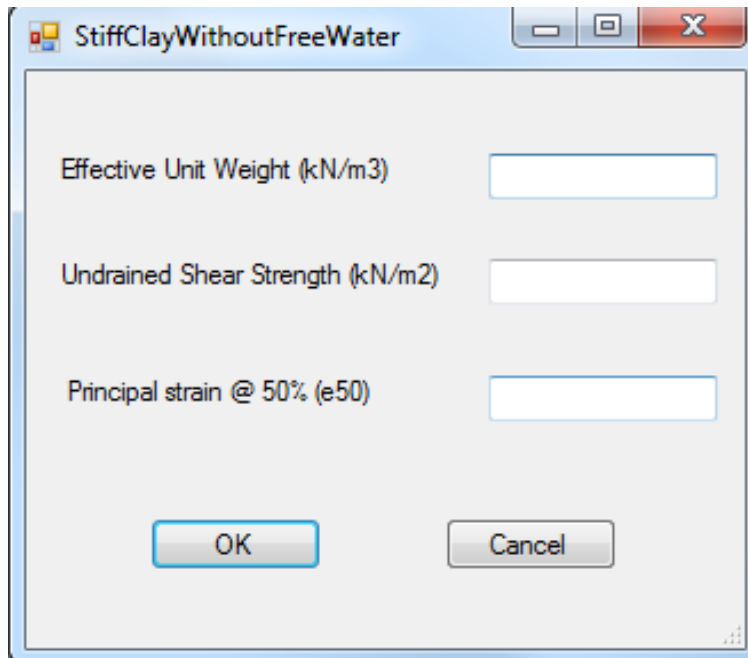 StiffClayWithoutFreeWater
Effective Unit Weight (kN/m3)
Undrained Shear Strength (kN/m2)
Principal strain @ 50% (e50)
OK
Cancel